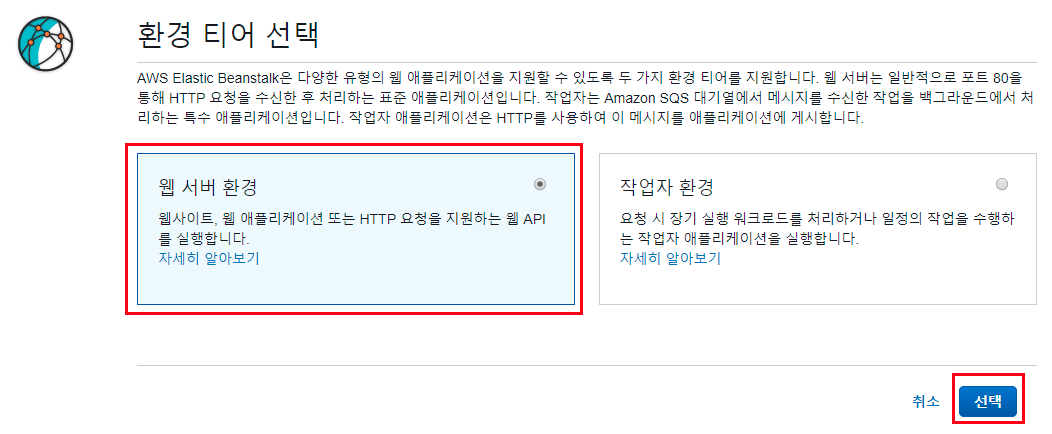 환경 티어 선택
AWS Elastic Beanstalk은 다양한 유형의 웹 애플리케이션을 지원할 수 있도록 두 가지 환경 티어를 지원합니다. 웹 서버는 일반적으로 포트 80을
통해 HTTP 요청을 수신한 후 처리하는 표준 애플리케이션입니다. 작업자는 Amazon SQS 대기열에서 메시지를 수신한 작업을 백그라운드에서 처
리하는 특수 애플리케이션입니다. 작업자 애플리케이션은 HTTP를 사용하여 이 메시지를 애플리케이션에 게시합니다.
웹 서버 환경
웹사이트, 웹 애플리케이션 또는 HTTP 요청을 지원하는 웹 API
를 실행합니다.
자세히 알아보기
작업자 환경
요청 시 장기 실행 워크로드를 처리하거나 일정의 작업을 수행하
는 작업자 애플리케이션을 실행합니다.
자세히 알아보기
취소
선택